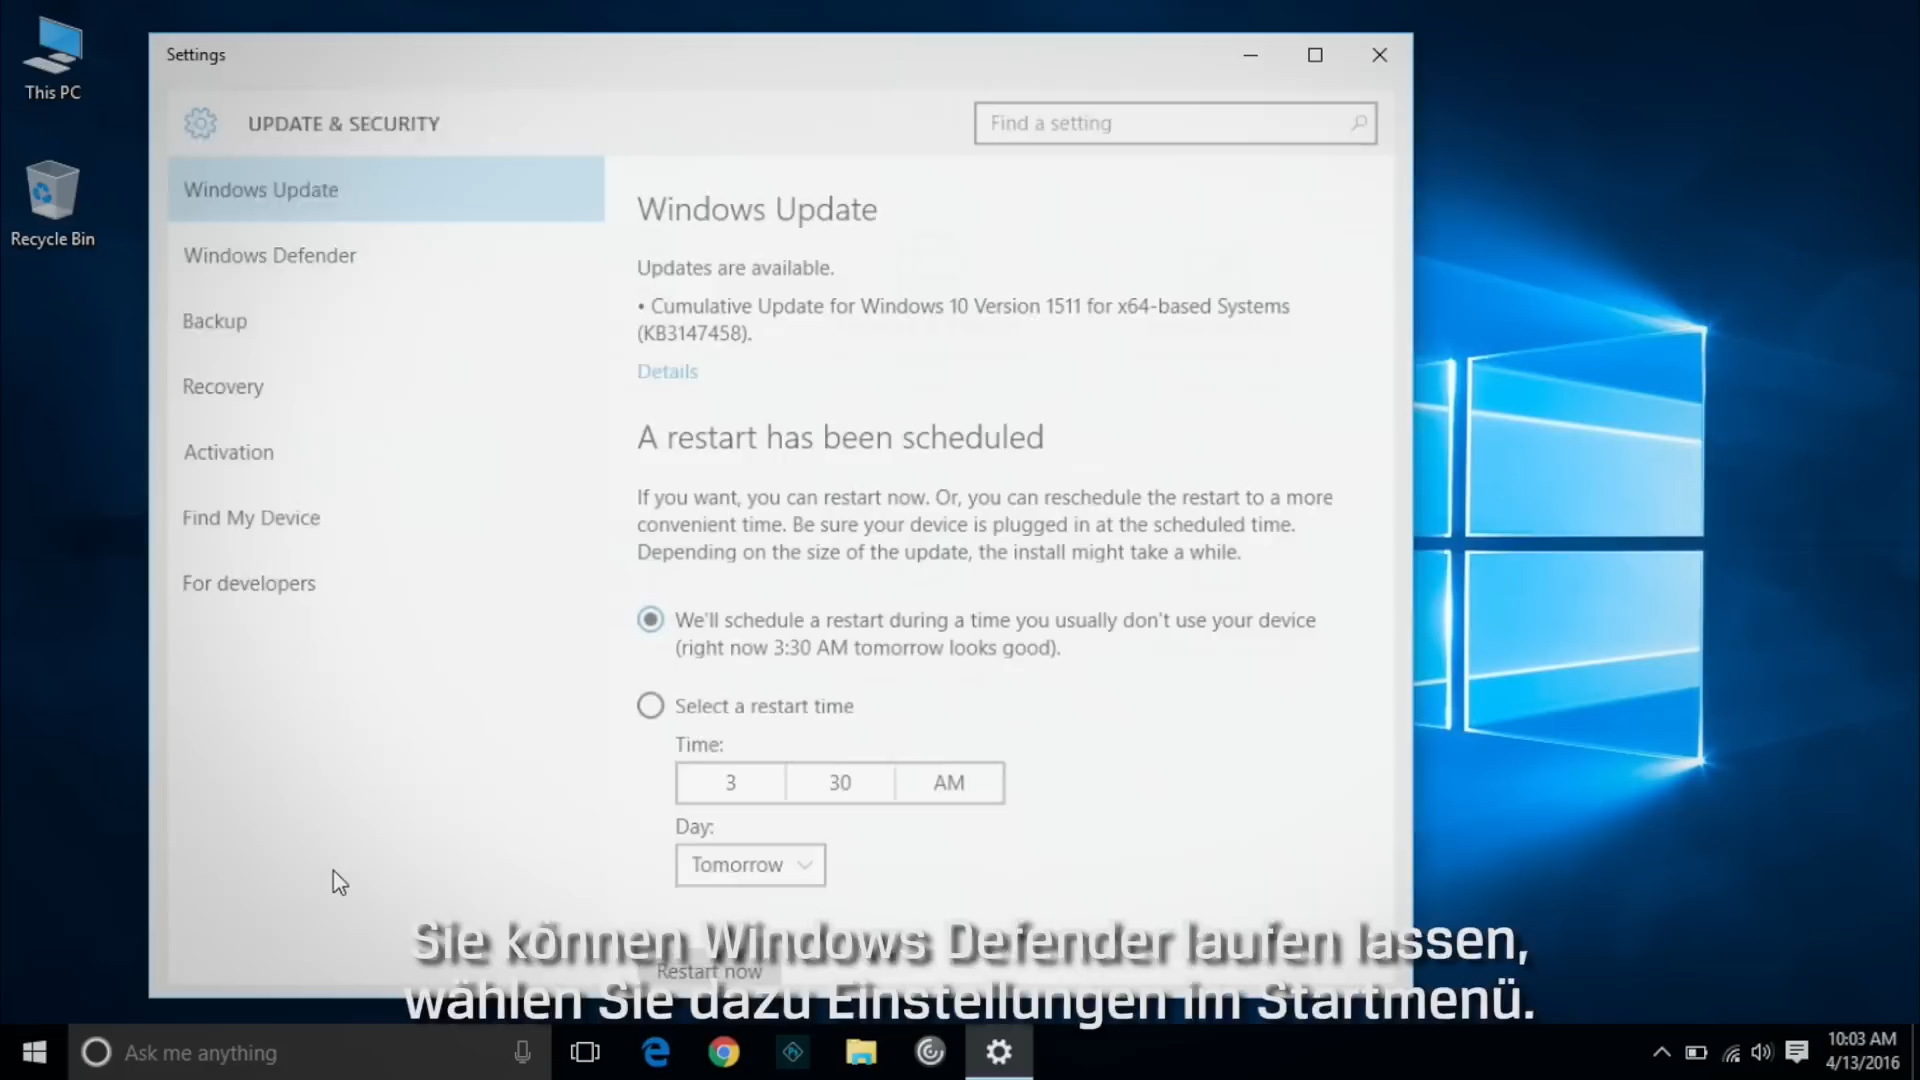 This PC
Recycle Bin
Settings
UPDATE & SECURITY
Find a setting
Windows Update
Windows Defender
Backup
Recovery
Activation
Find My Device
For developers
Windows Update
Updates are available.
• Cumulative Update for Windows 10 Version 1511 for x64-based Systems
(KB3147458).
Details
A restart has been scheduled
If you want, you can restart now. Or, you can reschedule the restart to a more
convenient time. Be sure your device is plugged in at the scheduled time.
Depending on the size of the update, the install might take a while.
We'll schedule a restart during a time you usually don't use your device
(right now 3:30 AM tomorrow looks good).
Select a restart time
Time:
3 30 AM
Day:
Tomorrow
Restart now
Sie können Windows Defender laufen lassen,
wählen Sie dazu Einstellungen im Startmenü.
Ask me anything
10:03 AM
4/13/2016